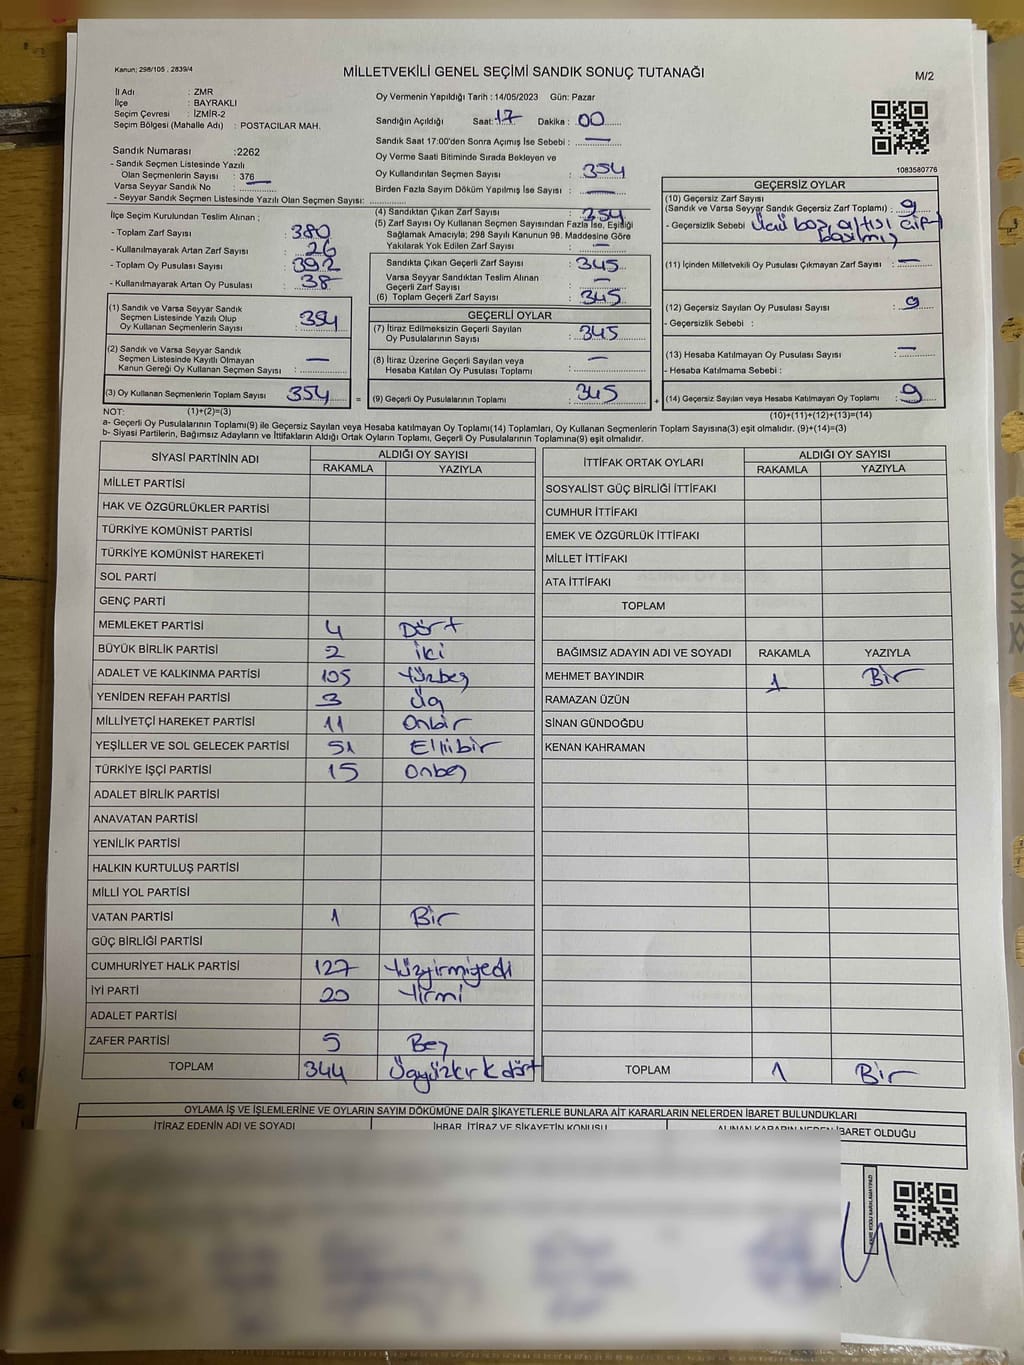 Kanun; 298/105 ; 2839/4
MİLLETVEKİLİ GENEL SEÇİMİ SANDIK SONUÇ TUTANAĞI
M/2
İl Adı : ZMR
İlçe : BAYRAKLI
Seçim Çevresi : İZMİR-2
Seçim Bölgesi (Mahalle Adı) : POSTACILAR MAH.
Sandık Numarası :2262
- Sandık Seçmen Listesinde Yazılı
Olan Seçmenlerin Sayısı : 376
Varsa Seyyar Sandık No : —
- Seyyar Sandık Seçmen Listesinde Yazılı Olan Seçmen Sayısı:
Oy Vermenin Yapıldığı Tarih : 14/05/2023 Gün: Pazar
Sandığın Açıldığı Saat: 17 Dakika : 00
Sandık Saat 17:00'den Sonra Açımış İse Sebebi : —
Oy Verme Saati Bitiminde Sırada Bekleyen ve
Oy Kullandırılan Seçmen Sayısı : 354
Birden Fazla Sayım Döküm Yapılmış İse Sayısı : —
1083580776
İlçe Seçim Kurulundan Teslim Alınan ;
- Toplam Zarf Sayısı : 380
- Kullanılmayarak Artan Zarf Sayısı : 26
- Toplam Oy Pusulası Sayısı : 392
- Kullanılmayarak Artan Oy Pusulası : 38
(1) Sandık ve Varsa Seyyar Sandık
Seçmen Listesinde Yazılı Olup
Oy Kullanan Seçmenlerin Sayısı : 354
(2) Sandık ve Varsa Seyyar Sandık
Seçmen Listesinde Kayıtlı Olmayan
Kanun Gereği Oy Kullanan Seçmen Sayısı : —
(3) Oy Kullanan Seçmenlerin Toplam Sayısı : 354 =
(4) Sandıktan Çıkan Zarf Sayısı : 354
(5) Zarf Sayısı Oy Kullanan Seçmen Sayısından Fazla İse, Eşitliği
Sağlamak Amacıyla; 298 Sayılı Kanunun 98. Maddesine Göre
Yakılarak Yok Edilen Zarf Sayısı : —
Sandıkta Çıkan Geçerli Zarf Sayısı : 345
Varsa Seyyar Sandıktan Teslim Alınan
Geçerli Zarf Sayısı : —
(6) Toplam Geçerli Zarf Sayısı : 345
GEÇERLİ OYLAR
(7) İtiraz Edilmeksizin Geçerli Sayılan
Oy Pusulalarının Sayısı : 345
(8) İtiraz Üzerine Geçerli Sayılan veya
Hesaba Katılan Oy Pusulası Toplamı : —
(9) Geçerli Oy Pusulalarının Toplamı : 345 +
GEÇERSİZ OYLAR
(10) Geçersiz Zarf Sayısı
(Sandık ve Varsa Seyyar Sandık Geçersiz Zarf Toplamı) : 9
- Geçersizlik Sebebi : Üçü boş, altısı çift
basılmış
(11) İçinden Milletvekili Oy Pusulası Çıkmayan Zarf Sayısı : —
(12) Geçersiz Sayılan Oy Pusulası Sayısı : 9
- Geçersizlik Sebebi :
(13) Hesaba Katılmayan Oy Pusulası Sayısı : —
- Hesaba Katılmama Sebebi :
(14) Geçersiz Sayılan veya Hesaba Katılmayan Oy Toplamı : 9
NOT: (1)+(2)=(3)
(10)+(11)+(12)+(13)=(14)
a- Geçerli Oy Pusulalarının Toplamı(9) ile Geçersiz Sayılan veya Hesaba katılmayan Oy Toplamı(14) Toplamları, Oy Kullanan Seçmenlerin Toplam Sayısına(3) eşit olmalıdır. (9)+(14)=(3)
b- Siyasi Partilerin, Bağımsız Adayların ve İttifakların Aldığı Ortak Oyların Toplamı, Geçerli Oy Pusulalarının Toplamına(9) eşit olmalıdır.
SİYASİ PARTİNİN ADI ALDIĞI OY SAYISI
RAKAMLA YAZIYLA
MİLLET PARTİSİ
HAK VE ÖZGÜRLÜKLER PARTİSİ
TÜRKİYE KOMÜNİST PARTİSİ
TÜRKİYE KOMÜNİST HAREKETİ
SOL PARTİ
GENÇ PARTİ
MEMLEKET PARTİSİ 4 Dört
BÜYÜK BİRLİK PARTİSİ 2 İki
ADALET VE KALKINMA PARTİSİ 105 Yüzbeş
YENİDEN REFAH PARTİSİ 3 Üç
MİLLİYETÇİ HAREKET PARTİSİ 11 Onbir
YEŞİLLER VE SOL GELECEK PARTİSİ 51 Ellibir
TÜRKİYE İŞÇİ PARTİSİ 15 Onbeş
ADALET BİRLİK PARTİSİ
ANAVATAN PARTİSİ
YENİLİK PARTİSİ
HALKIN KURTULUŞ PARTİSİ
MİLLİ YOL PARTİSİ
VATAN PARTİSİ 1 Bir
GÜÇ BİRLİĞİ PARTİSİ
CUMHURİYET HALK PARTİSİ 127 Yüzyirmiyedi
İYİ PARTİ 20 Yirmi
ADALET PARTİSİ
ZAFER PARTİSİ 5 Beş
TOPLAM 344 Üçyüzkırkdört
İTTİFAK ORTAK OYLARI ALDIĞI OY SAYISI
RAKAMLA YAZIYLA
SOSYALİST GÜÇ BİRLİĞİ İTTİFAKI
CUMHUR İTTİFAKI
EMEK VE ÖZGÜRLÜK İTTİFAKI
MİLLET İTTİFAKI
ATA İTTİFAKI
TOPLAM
BAĞIMSIZ ADAYIN ADI VE SOYADI RAKAMLA YAZIYLA
MEHMET BAYINDIR 1 Bir
RAMAZAN ÜZÜN
SİNAN GÜNDOĞDU
KENAN KAHRAMAN
TOPLAM 1 Bir
OYLAMA İŞ VE İŞLEMLERİNE VE OYLARIN SAYIM DÖKÜMÜNE DAİR ŞİKAYETLERLE BUNLARA AİT KARARLARIN NELERDEN İBARET BULUNDUKLARI
İTİRAZ EDENİN ADI VE SOYADI İHBAR, İTİRAZ VE ŞİKAYETİN KONUSU ALINAN KARARIN NEDEN İBARET OLDUĞU